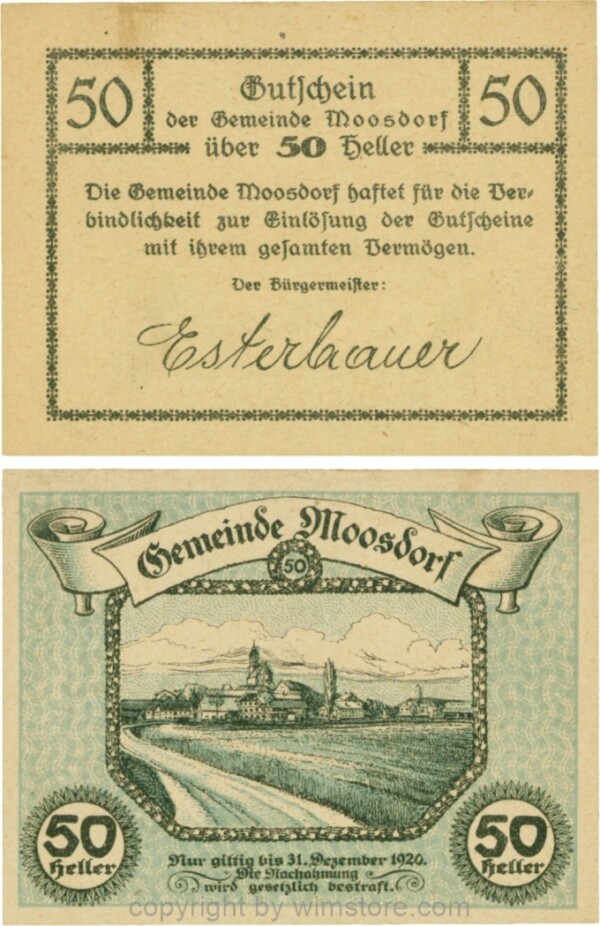 50
50
Gutschein
der Gemeinde Moosdorf
über 50 Heller
Die Gemeinde Moosdorf haftet für die Ver-
bindlichkeit zur Einlösung der Gutscheine
mit ihrem gesamten Vermögen.
Der Bürgermeister:
Esterbauer
Gemeinde Moosdorf
50
50
Heller
50
Heller
Nur giltig bis 31. Dezember 1920.
Die Nachahmung
wird gesetzlich bestraft.
copyright by wimstore.com